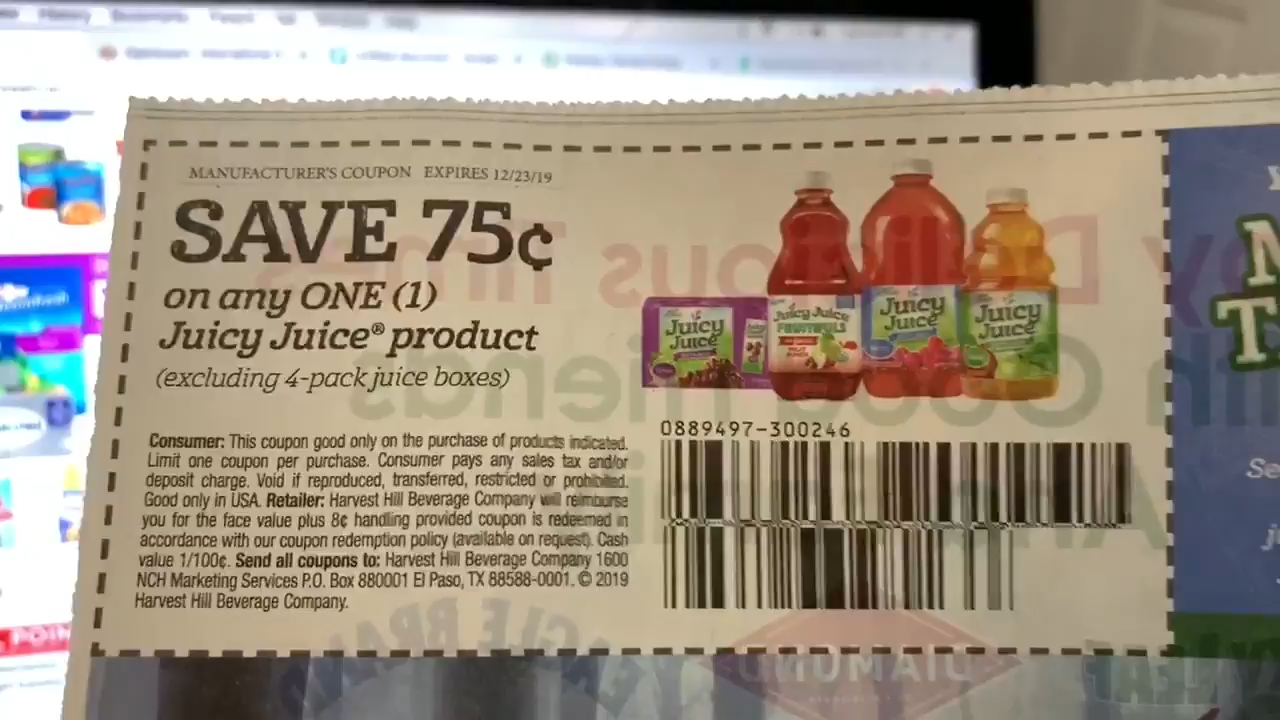 MANUFACTURER'S COUPON EXPIRES 12/23/19
SAVE 75¢
on any ONE (1)
Juicy Juice® product
(excluding 4-pack juice boxes)
Consumer: This coupon good only on the purchase of products indicated.
Limit one coupon per purchase. Consumer pays any sales tax and/or
deposit charge. Void if reproduced, transferred, restricted or prohibited.
Good only in USA. Retailer: Harvest Hill Beverage Company will reimburse
you for the face value plus 8¢ handling provided coupon is redeemed in
accordance with our coupon redemption policy (available on request). Cash
value 1/100¢. Send all coupons to: Harvest Hill Beverage Company 1600
NCH Marketing Services P.O. Box 880001 El Paso, TX 88588-0001. © 2019
Harvest Hill Beverage Company.
Juicy
Juice
Juicy Juice
FRUITIFULS
Juicy
Juice
Juicy
Juice
0889497-300246
DIAMOND
POIN